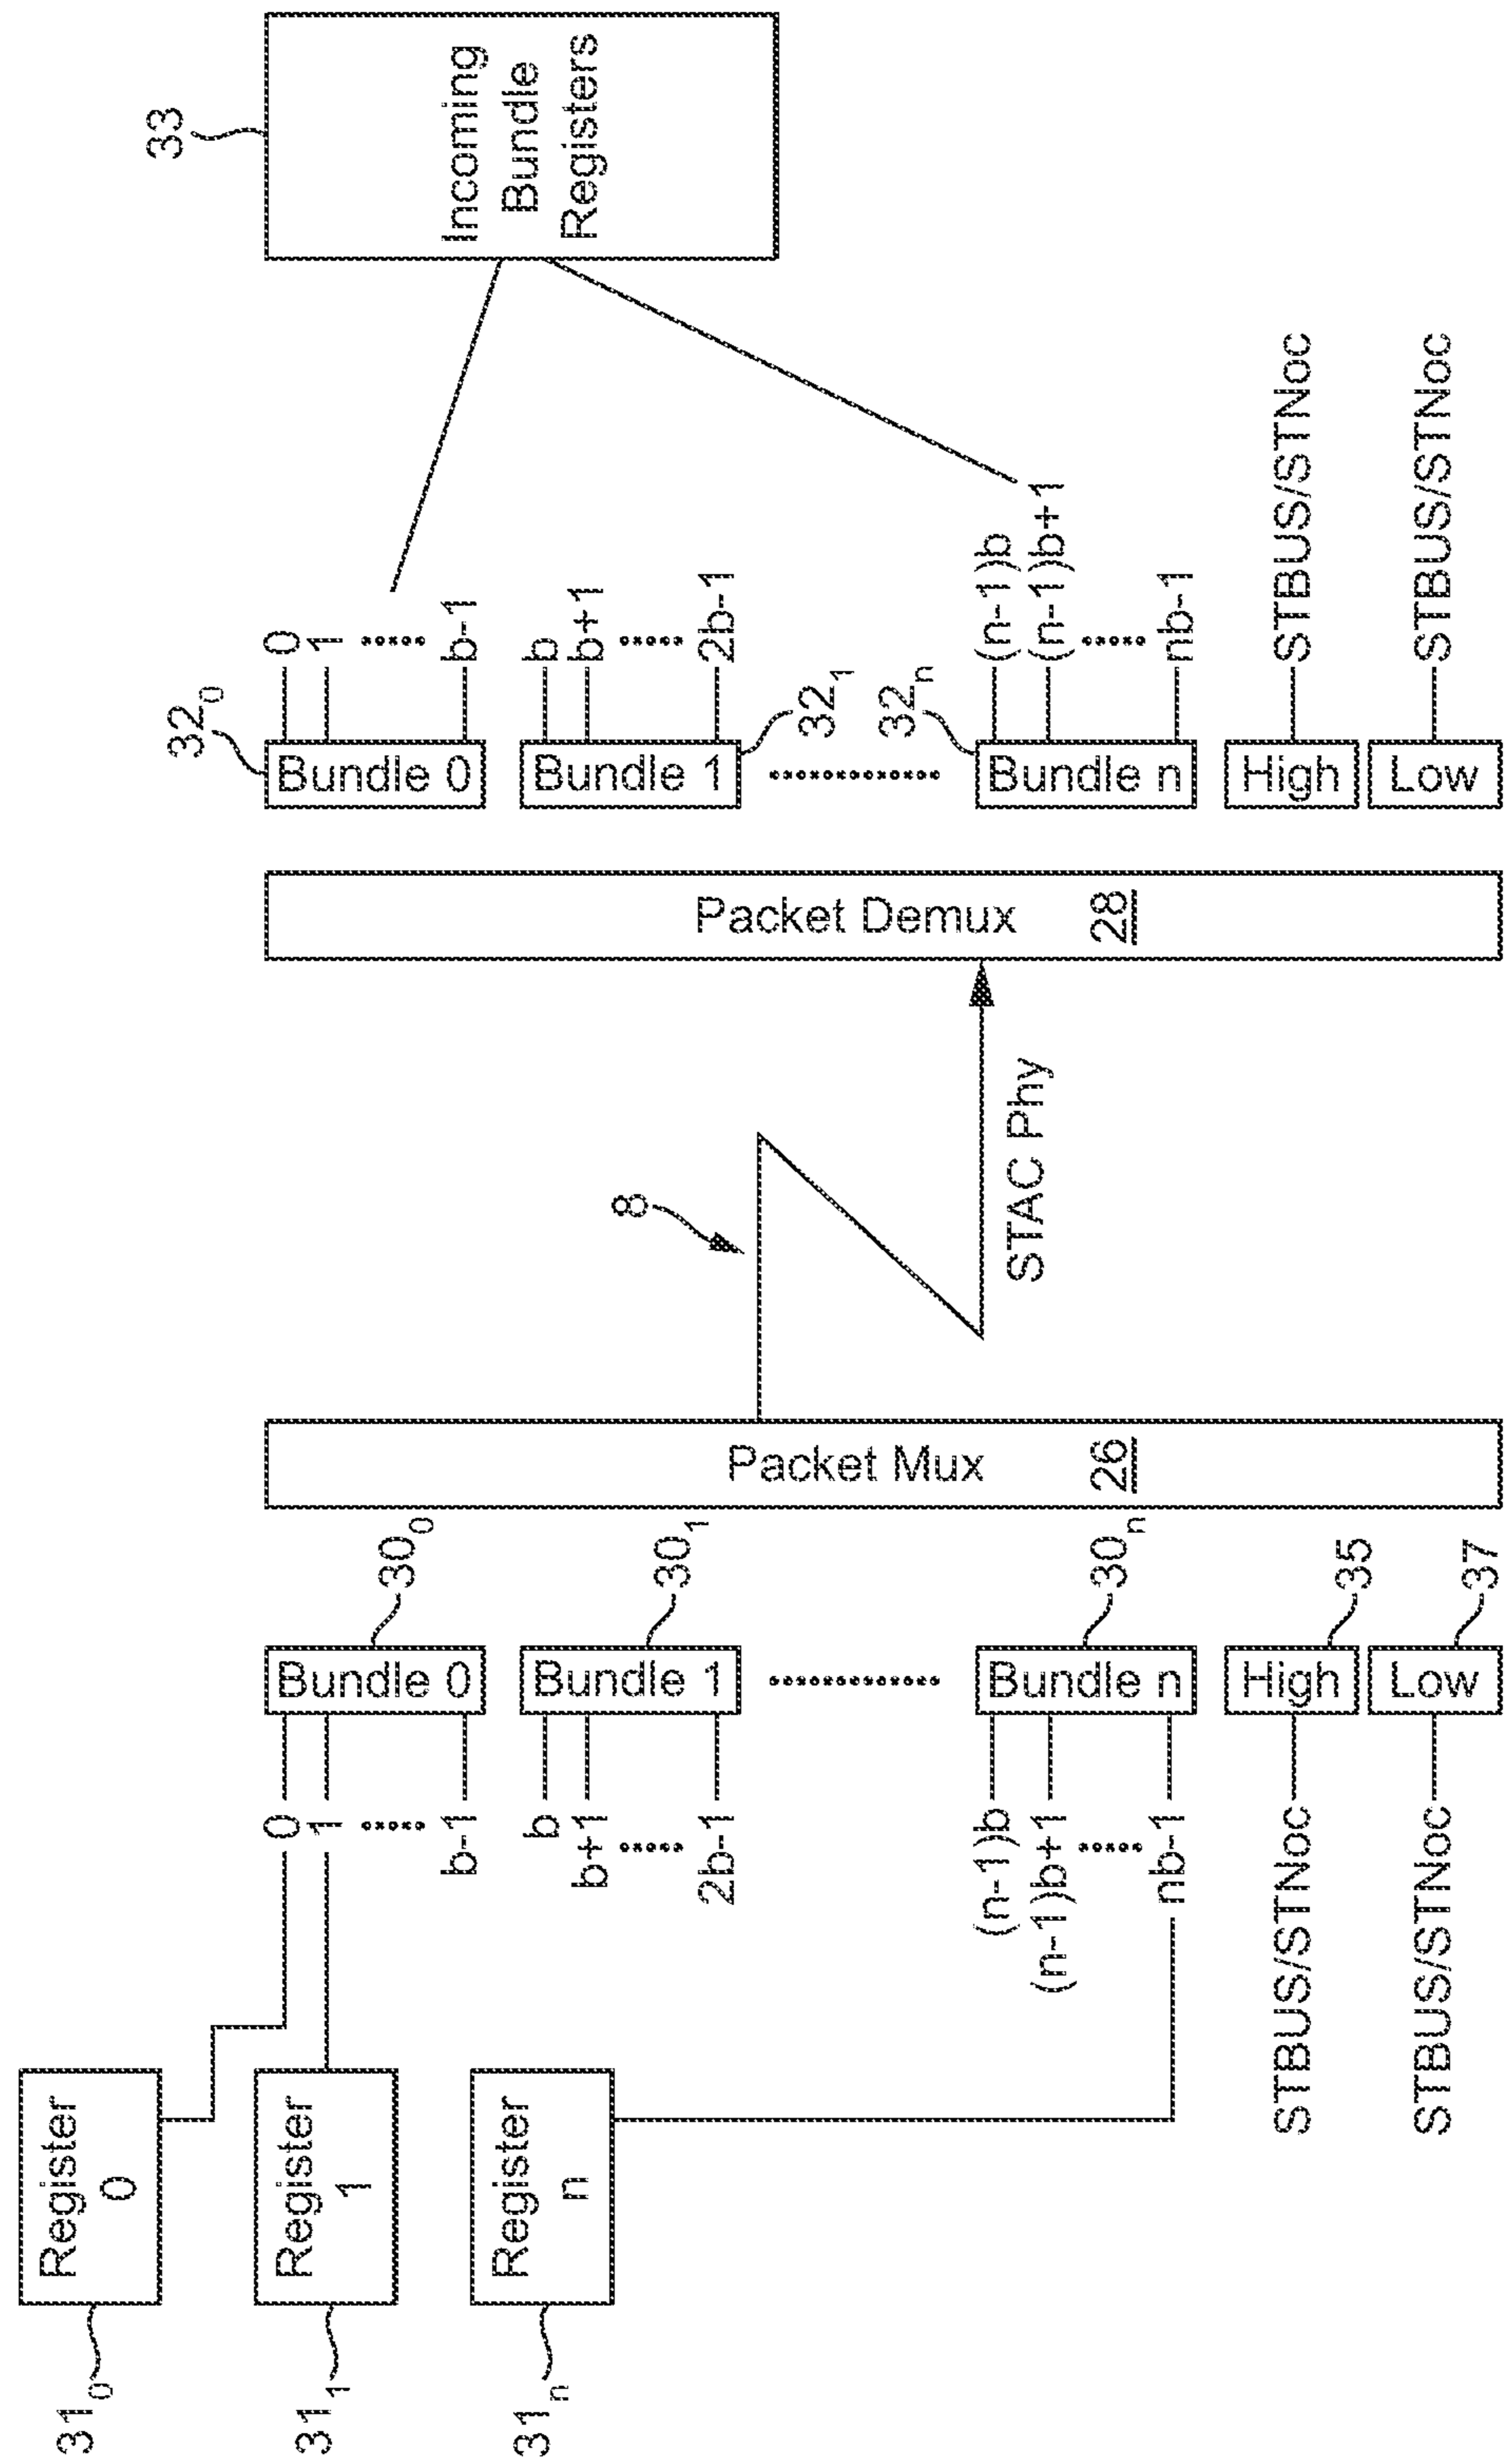 31₀
Register
0
31₁
Register
1
31ₙ
Register
n
0
1
b-1
b
b+1
2b-1
(n-1)b
(n-1)b+1
nb-1
STBUS/STNoc
STBUS/STNoc
Bundle 0
30₀
Bundle 1
30₁
Bundle n
30ₙ
High
35
Low
37
Packet Mux 26
8
STAC Phy
Packet Demux 28
32₀
Bundle 0
Bundle 1
32₁
32ₙ
Bundle n
High
Low
0
1
b-1
b
b+1
2b-1
(n-1)b
(n-1)b+1
nb-1
STBUS/STNoc
STBUS/STNoc
33
Incoming
Bundle
Registers